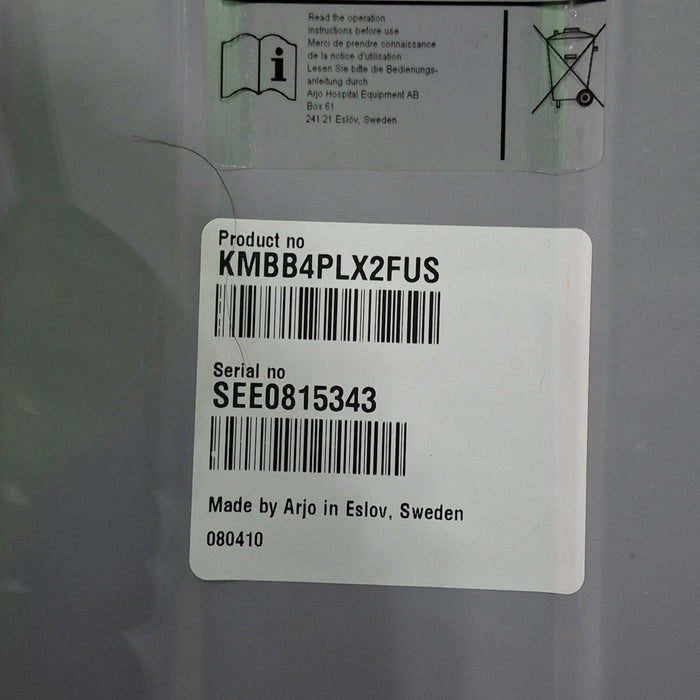 Read the operation
instructions before use
Merci de prendre connaissance
de la notice d'utilisation
Lesen Sie bitte die Bedienungs-
anleitung durch
Arjo Hospital Equipment AB
Box 61
241 21 Eslöv, Sweden
i
Product no
KMBB4PLX2FUS
Serial no
SEE0815343
Made by Arjo in Eslov, Sweden
080410